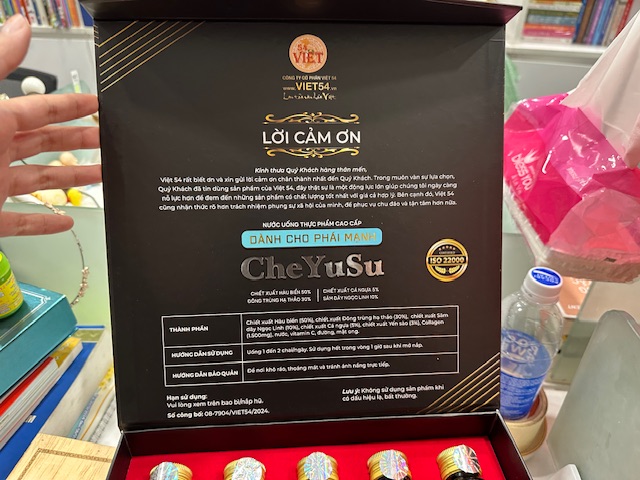 54
VIỆT
CÔNG TY CỔ PHẦN VIỆT 54
www.VIET54.vn
LỜI CẢM ƠN
Kính thưa Quý Khách hàng thân mến,
Việt 54 rất biết ơn và xin gửi lời cảm ơn chân thành nhất đến Quý Khách. Trong muôn vàn sự lựa chọn,
Quý Khách đã tin dùng sản phẩm của Việt 54, đây thật sự là một động lực lớn giúp chúng tôi ngày càng
nỗ lực hơn để đem đến những sản phẩm có chất lượng tốt nhất với giá cả hợp lý. Bên cạnh đó, Việt 54
cũng nhận thức rõ hơn trách nhiệm phụng sự xã hội của mình, để phục vụ chu đáo và tận tâm hơn nữa.
NƯỚC UỐNG THỰC PHẨM CAO CẤP
DÀNH CHO PHÁI MẠNH
CheYuSu
ISO 22000
CHIẾT XUẤT HÀU BIỂN 50%
ĐÔNG TRÙNG HẠ THẢO 30%
CHIẾT XUẤT CÁ NGỰA 5%
SÂM DÂY NGỌC LINH 10%
THÀNH PHẦN
Chiết xuất Hàu biển (50%), chiết xuất Đông trùng hạ thảo (30%), chiết xuất Sâm
dây Ngọc Linh (10%), chiết xuất Cá ngựa (5%), chiết xuất Yến sào (5%), Collagen
(1.500mg), nước, vitamin C, đường, mật ong.
HƯỚNG DẪN SỬ DỤNG
Uống 1 đến 2 chai/ngày. Sử dụng hết trong vòng 1 giờ sau khi mở nắp.
HƯỚNG DẪN BẢO QUẢN
Để nơi khô ráo, thoáng mát và tránh ánh nắng trực tiếp.
Hạn sử dụng:
Vui lòng xem trên bao bì/nắp hũ.
Số công bố: 08-7904/VIET54/2024.
Lưu ý: Không sử dụng sản phẩm khi
có dấu hiệu lạ, bất thường.